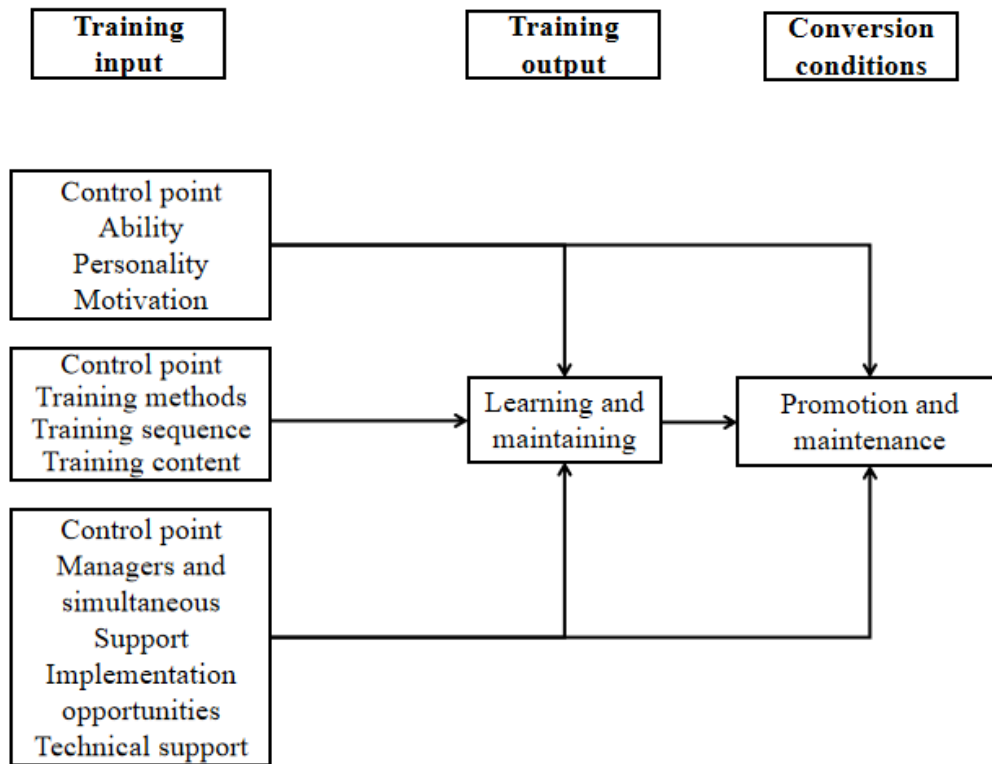 Training
input
Training
output
Conversion
conditions
Control point
Ability
Personality
Motivation
Control point
Training methods
Training sequence
Training content
Learning and
maintaining
Promotion and
maintenance
Control point
Managers and
simultaneous
Support
Implementation
opportunities
Technical support